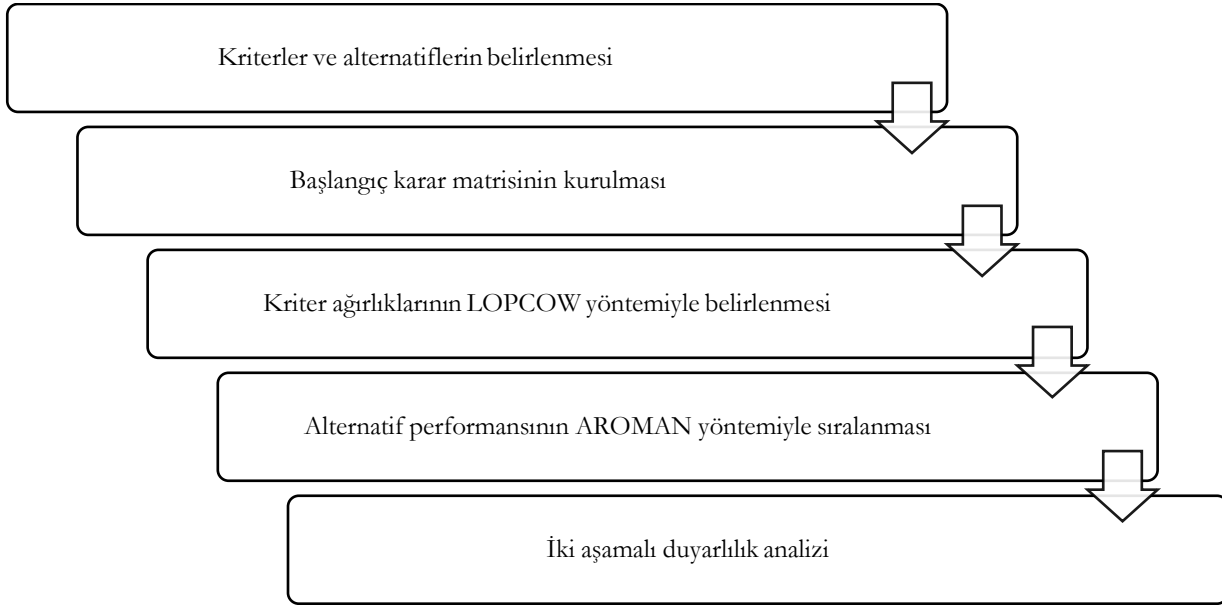 Kriterler ve alternatiflerin belirlenmesi
Başlangıç karar matrisinin kurulması
Kriter ağırlıklarının LOPCOW yöntemiyle belirlenmesi
Alternatif performansının AROMAN yöntemiyle sıralanması
İki aşamalı duyarlılık analizi